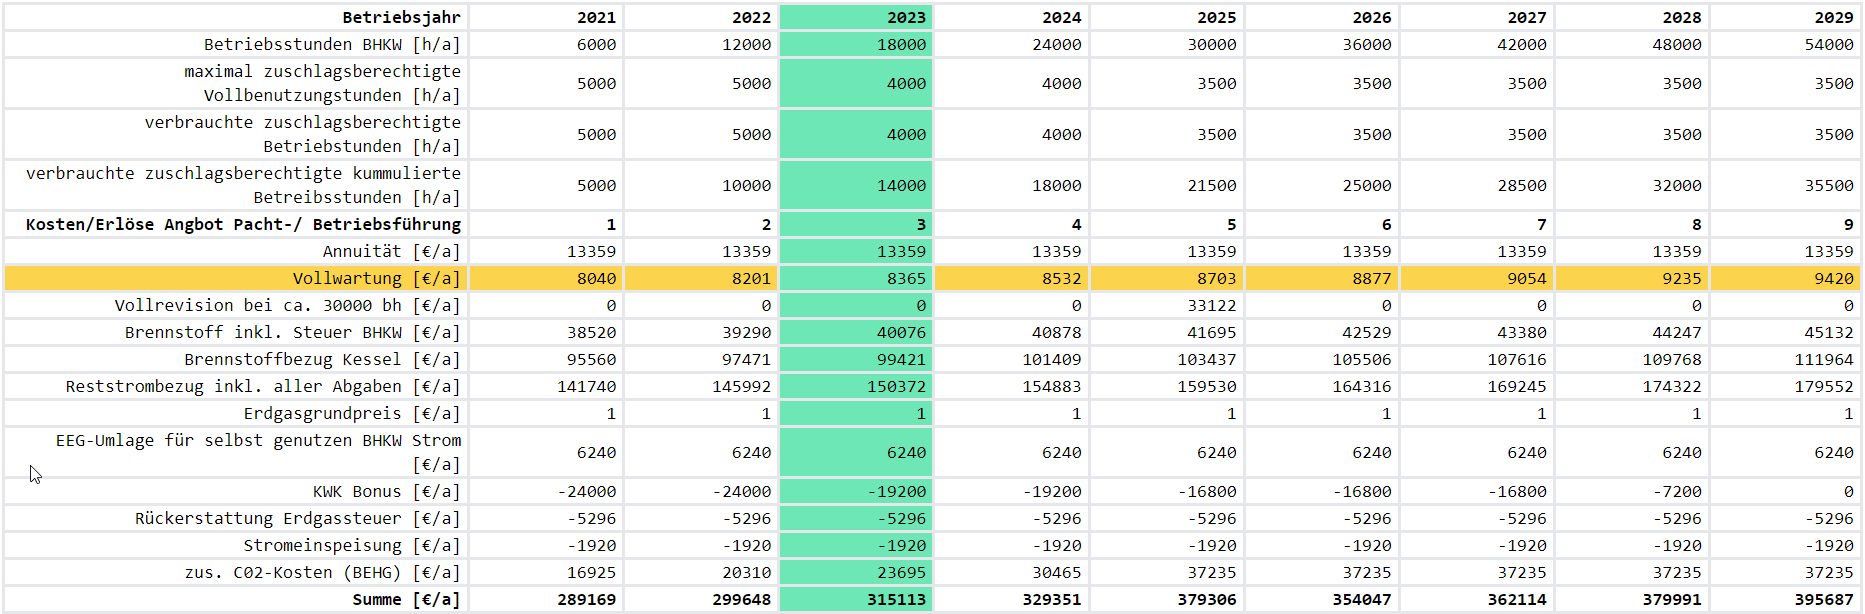 Betriebsjahr 2021 2022 2023 2024 2025 2026 2027 2028 2029
Betriebsstunden BHKW [h/a] 6000 12000 18000 24000 30000 36000 42000 48000 54000
maximal zuschlagsberechtigte
Vollbenutzungstunden [h/a] 5000 5000 4000 4000 3500 3500 3500 3500 3500
verbrauchte zuschlagsberechtigte
Betriebstunden [h/a] 5000 5000 4000 4000 3500 3500 3500 3500 3500
verbrauchte zuschlagsberechtigte kummulierte
Betreibsstunden [h/a] 5000 10000 14000 18000 21500 25000 28500 32000 35500
Kosten/Erlöse Angbot Pacht-/ Betriebsführung 1 2 3 4 5 6 7 8 9
Annuität [€/a] 13359 13359 13359 13359 13359 13359 13359 13359 13359
Vollwartung [€/a] 8040 8201 8365 8532 8703 8877 9054 9235 9420
Vollrevision bei ca. 30000 bh [€/a] 0 0 0 0 33122 0 0 0 0
Brennstoff inkl. Steuer BHKW [€/a] 38520 39290 40076 40878 41695 42529 43380 44247 45132
Brennstoffbezug Kessel [€/a] 95560 97471 99421 101409 103437 105506 107616 109768 111964
Reststrombezug inkl. aller Abgaben [€/a] 141740 145992 150372 154883 159530 164316 169245 174322 179552
Erdgasgrundpreis [€/a] 1 1 1 1 1 1 1 1 1
EEG-Umlage für selbst genutzen BHKW Strom
[€/a] 6240 6240 6240 6240 6240 6240 6240 6240 6240
KWK Bonus [€/a] -24000 -24000 -19200 -19200 -16800 -16800 -16800 -7200 0
Rückerstattung Erdgassteuer [€/a] -5296 -5296 -5296 -5296 -5296 -5296 -5296 -5296 -5296
Stromeinspeisung [€/a] -1920 -1920 -1920 -1920 -1920 -1920 -1920 -1920 -1920
zus. C02-Kosten (BEHG) [€/a] 16925 20310 23695 30465 37235 37235 37235 37235 37235
Summe [€/a] 289169 299648 315113 329351 379306 354047 362114 379991 395687